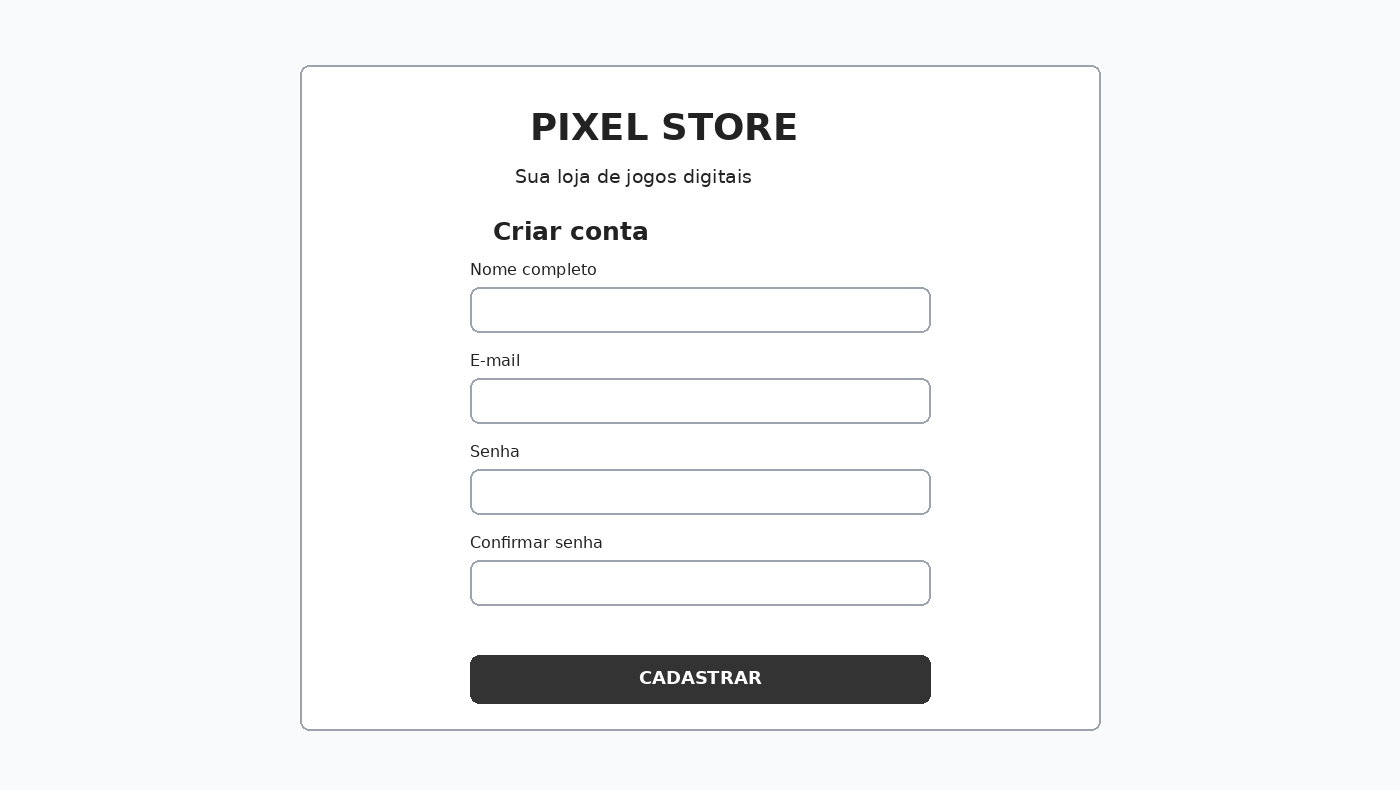 PIXEL STORE
Sua loja de jogos digitais
Criar conta
Nome completo
E-mail
Senha
Confirmar senha
CADASTRAR